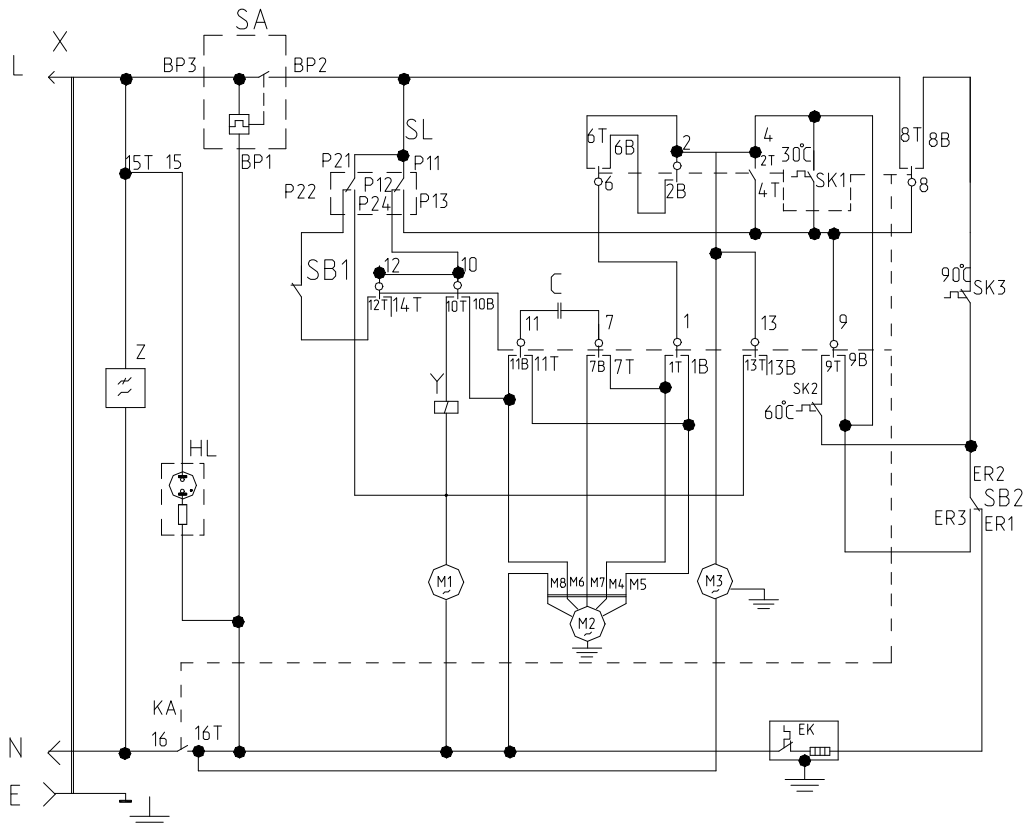 SA
X
L
BP3
BP2
SL
BP1
15T 15
P21
P11
P22
P12
P24
P13
6T
6B
2
4
8T
8B
30°C
2T
SK1
6
2B
4T
8
SB1
12
10
12T
14T
10T
10B
C
90°C
SK3
11
7
1
13
9
11B
11T
7B
7T
1T
1B
13T
13B
9T
9B
Z
Y
SK2
60°C
HL
ER2
SB2
ER3
ER1
M1
M8
M6
M7
M4
M5
M3
M2
KA
16
16T
N
EK
E